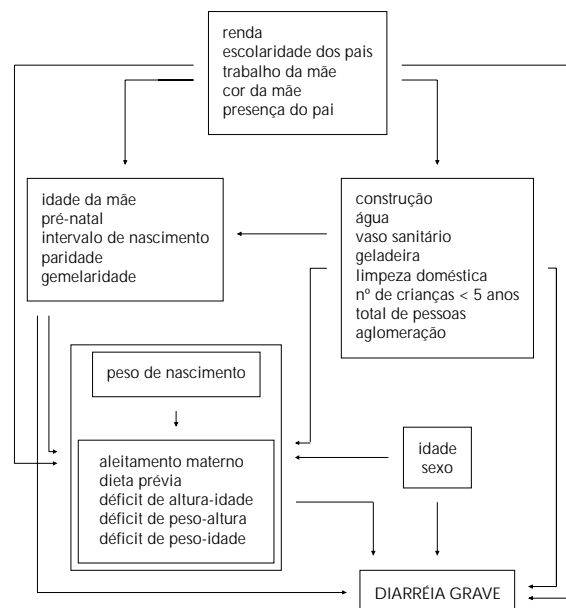 renda
escolaridade dos pais
trabalho da mãe
cor da mãe
presença do pai
idade da mãe
pré-natal
intervalo de nascimento
paridade
gemelaridade
construção
água
vaso sanitário
geladeira
limpeza doméstica
nº de crianças < 5 anos
total de pessoas
aglomeração
peso de nascimento
aleitamento materno
dieta prévia
déficit de altura-idade
déficit de peso-altura
déficit de peso-idade
idade
sexo
DIARRÉIA GRAVE